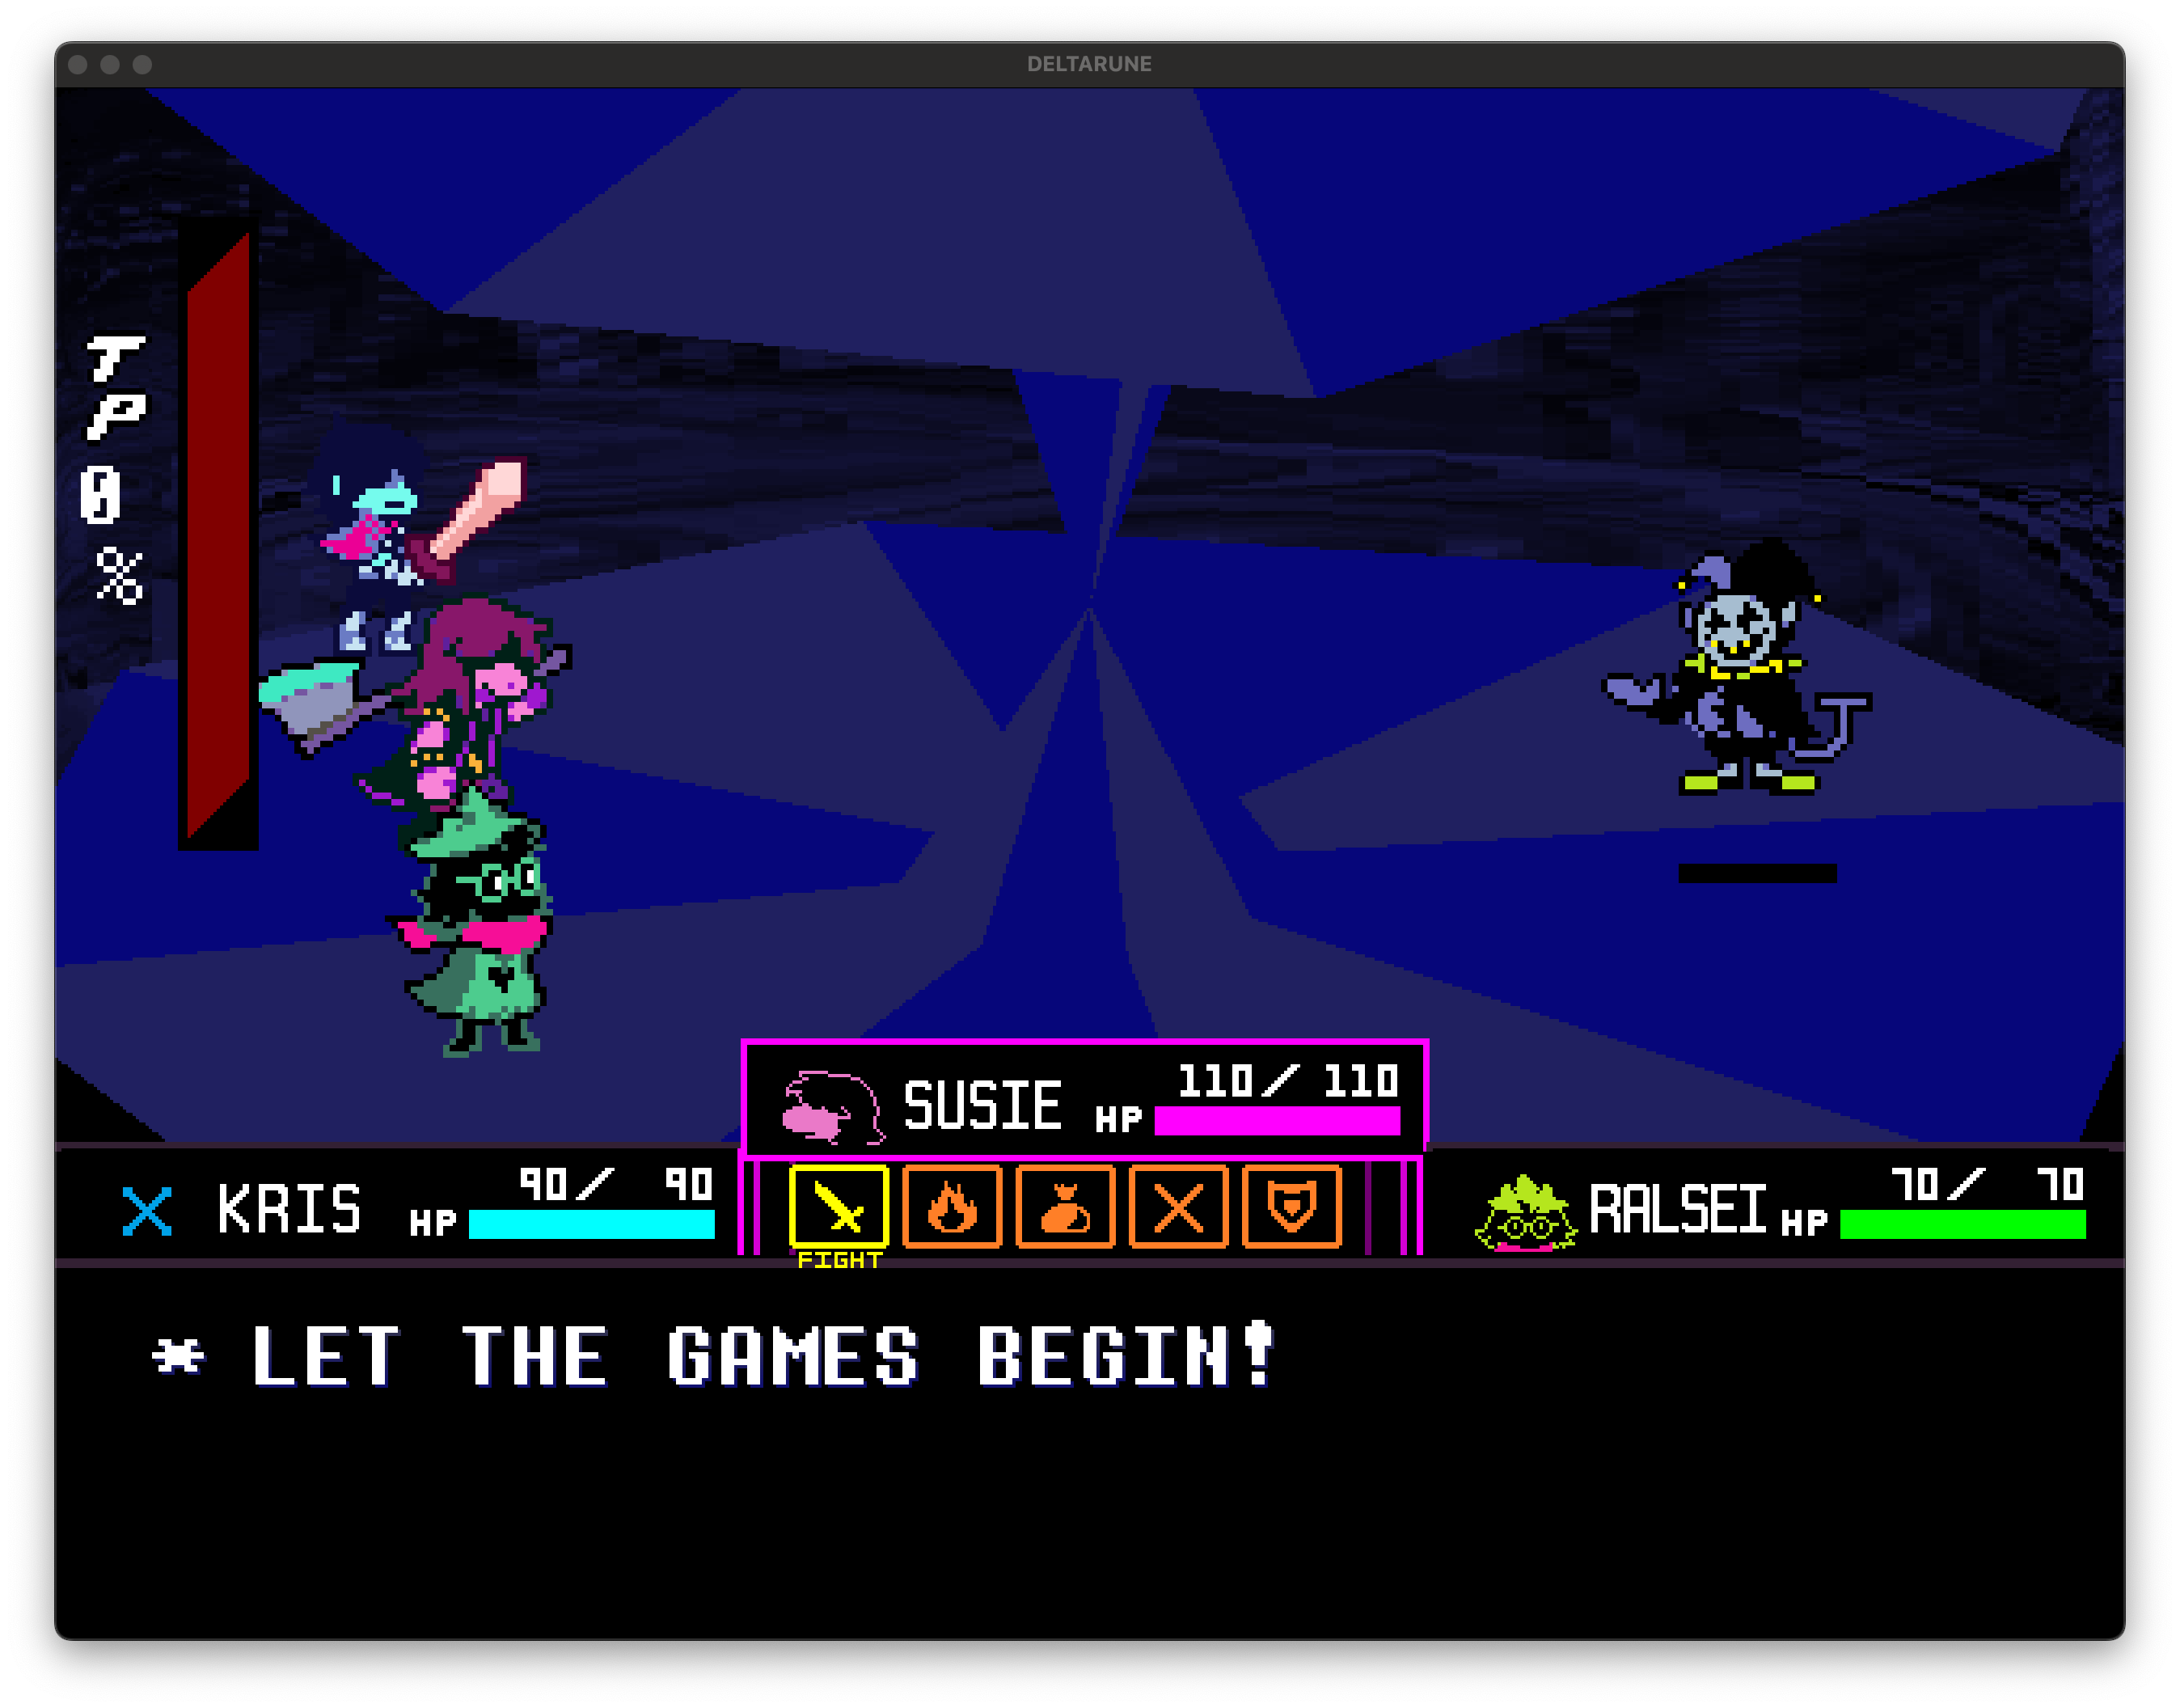 DELTARUNE
TP
0
%
SUSIE HP 110/ 110
KRIS HP 90/ 90
RALSEI HP 70/ 70
FIGHT
* LET THE GAMES BEGIN!